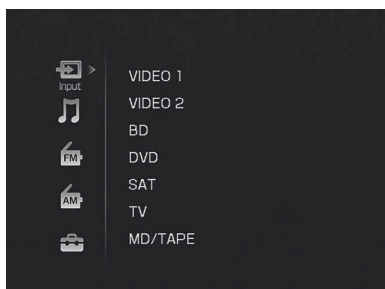 Input
VIDEO 1
VIDEO 2
BD
DVD
SAT
TV
MD/TAPE
FM
AM